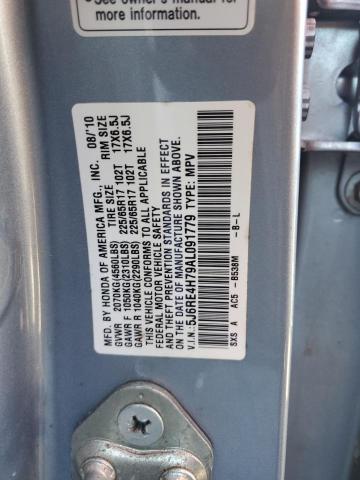 See owner's manual for
more information.
MFD. BY HONDA OF AMERICA MFG., INC. 08/'10
TIRE SIZE RIM SIZE
GVWR 2070KG(4560LBS)
GAWR F 1050KG(2310LBS) 225/65R17 102T 17X6.5J
GAWR R 1040KG(2290LBS) 225/65R17 102T 17X6.5J
THIS VEHICLE CONFORMS TO ALL APPLICABLE
FEDERAL MOTOR VEHICLE SAFETY
AND THEFT PREVENTION STANDARDS IN EFFECT
ON THE DATE OF MANUFACTURE SHOWN ABOVE.
V.I.N.: 5J6RE4H79AL091779 TYPE: MPV
SXS A AC5 - B538M - B - L